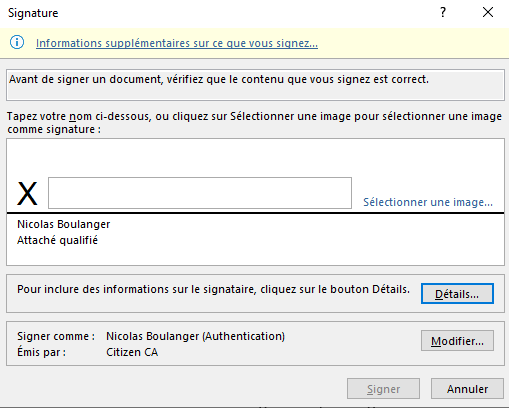 Signature
?
Informations supplémentaires sur ce que vous signez...
Avant de signer un document, vérifiez que le contenu que vous signez est correct.
Tapez votre nom ci-dessous, ou cliquez sur Sélectionner une image pour sélectionner une image
comme signature :
X
Sélectionner une image...
Nicolas Boulanger
Attaché qualifié
Pour inclure des informations sur le signataire, cliquez sur le bouton Détails.
Détails...
Signer comme : Nicolas Boulanger (Authentication)
Émis par : Citizen CA
Modifier...
Signer
Annuler